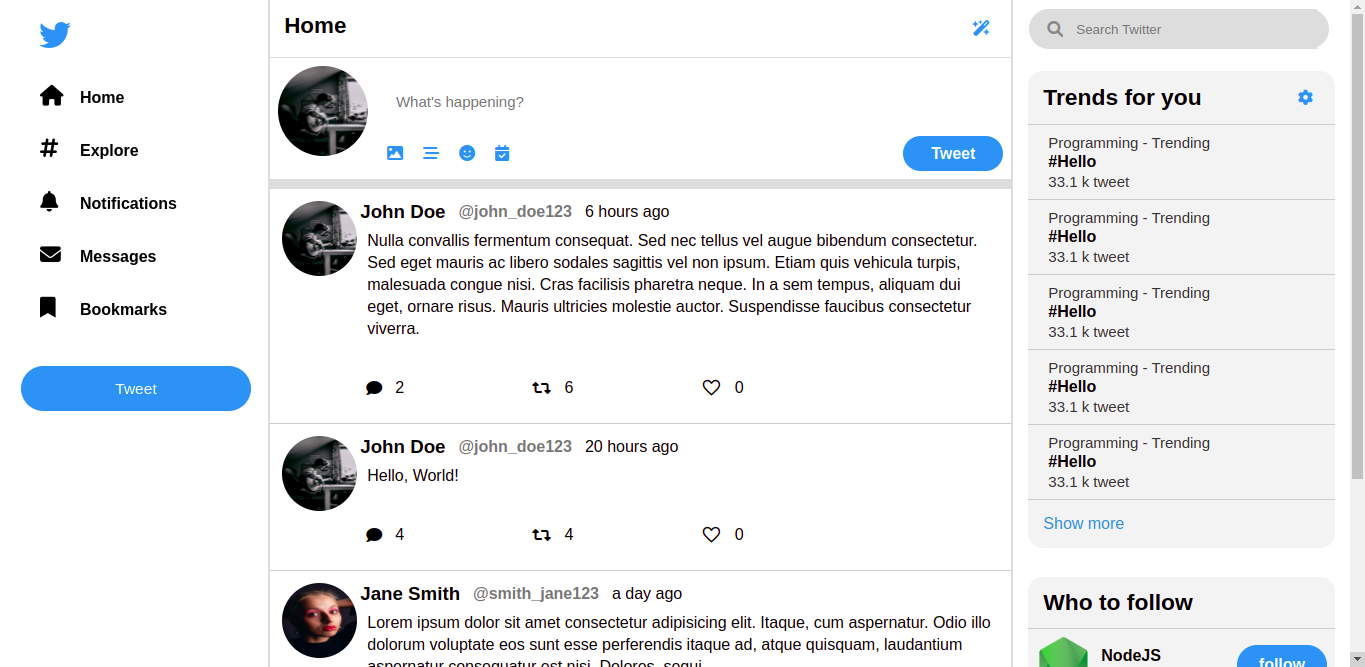 Home
Explore
Notifications
Messages
Bookmarks
Tweet
Home
What's happening?
Tweet
John Doe @john_doe123 6 hours ago
Nulla convallis fermentum consequat. Sed nec tellus vel augue bibendum consectetur.
Sed eget mauris ac libero sodales sagittis vel non ipsum. Etiam quis vehicula turpis,
malesuada congue nisi. Cras facilisis pharetra neque. In a sem tempus, aliquam dui
eget, ornare risus. Mauris ultricies molestie auctor. Suspendisse faucibus consectetur
viverra.
2 6 0
John Doe @john_doe123 20 hours ago
Hello, World!
4 4 0
Jane Smith @smith_jane123 a day ago
Lorem ipsum dolor sit amet consectetur adipisicing elit. Itaque, cum aspernatur. Odio illo
dolorum voluptate eos sunt esse perferendis itaque ad, atque quisquam, laudantium
aspernatur consequatur est nisi. Dolores, sequi
Search Twitter
Trends for you
Programming - Trending
#Hello
33.1 k tweet
Programming - Trending
#Hello
33.1 k tweet
Programming - Trending
#Hello
33.1 k tweet
Programming - Trending
#Hello
33.1 k tweet
Programming - Trending
#Hello
33.1 k tweet
Show more
Who to follow
NodeJS
follow